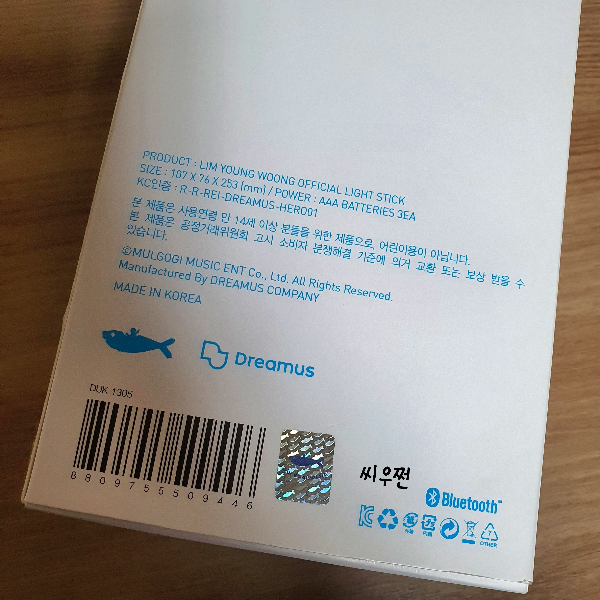 PRODUCT : LIM YOUNG WOONG OFFICIAL LIGHT STICK
SIZE : 107 X 76 X 253 (mm) / POWER : AAA BATTERIES 3EA
KC인증 : R-R-REI-DREAMUS-HERO01
본 제품은 사용연령 만 14세 이상 분들을 위한 제품으로, 어린이용이 아닙니다.
본 제품은 공정거래위원회 고시 소비자 분쟁해결 기준에 의거 교환 또는 보상 받을 수
있습니다.
©MULGOGI MUSIC ENT Co., Ltd. All Rights Reserved.
Manufactured By DREAMUS COMPANY
MADE IN KOREA
Dreamus
DUK 1305
8809755509446
씨우쩐
Bluetooth™
OTHER